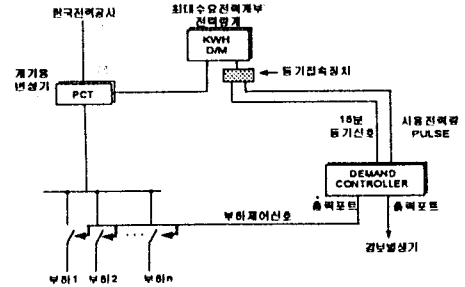 한국전력공사
최대수요전력계부
전력량계
KWH
D/M
계기용
변성기
PCT
동기접속장치
15분
동기신호
사용전력량
PULSE
DEMAND
CONTROLLER
출력포트
출력포트
부하제어신호
경보발생기
부하1
부하2
...
부하n